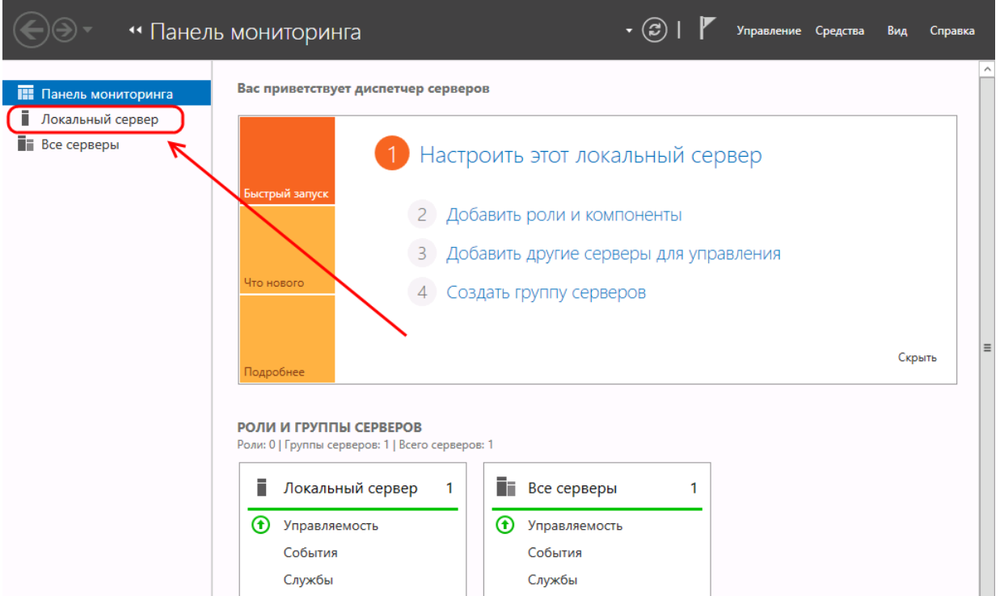 Панель мониторинга
Управление Средства Вид Справка
Панель мониторинга
Локальный сервер
Все серверы
Вас приветствует диспетчер серверов
Быстрый запуск
Что нового
Подробнее
1 Настроить этот локальный сервер
2 Добавить роли и компоненты
3 Добавить другие серверы для управления
4 Создать группу серверов
Скрыть
РОЛИ И ГРУППЫ СЕРВЕРОВ
Роли: 0 | Группы серверов: 1 | Всего серверов: 1
Локальный сервер 1
Управляемость
События
Службы
Все серверы 1
Управляемость
События
Службы